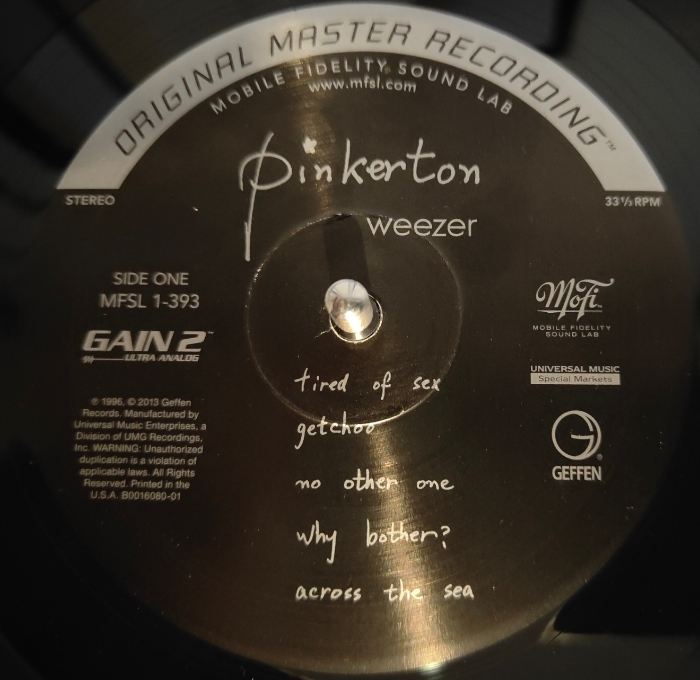 ORIGINAL MASTER RECORDING™
MOBILE FIDELITY SOUND LAB
www.mfsl.com
pinkerton
weezer
STEREO
33⅓ RPM
SIDE ONE
MFSL 1-393
GAIN 2™
ULTRA ANALOG
℗ 1996, © 2013 Geffen
Records. Manufactured by
Universal Music Enterprises, a
Division of UMG Recordings,
Inc. WARNING: Unauthorized
duplication is a violation of
applicable laws. All Rights
Reserved. Printed in the
U.S.A. B0016080-01
MoFi
MOBILE FIDELITY
SOUND LAB
UNIVERSAL MUSIC
Special Markets
G®
GEFFEN
tired of sex
getchoo
no other one
why bother?
across the sea